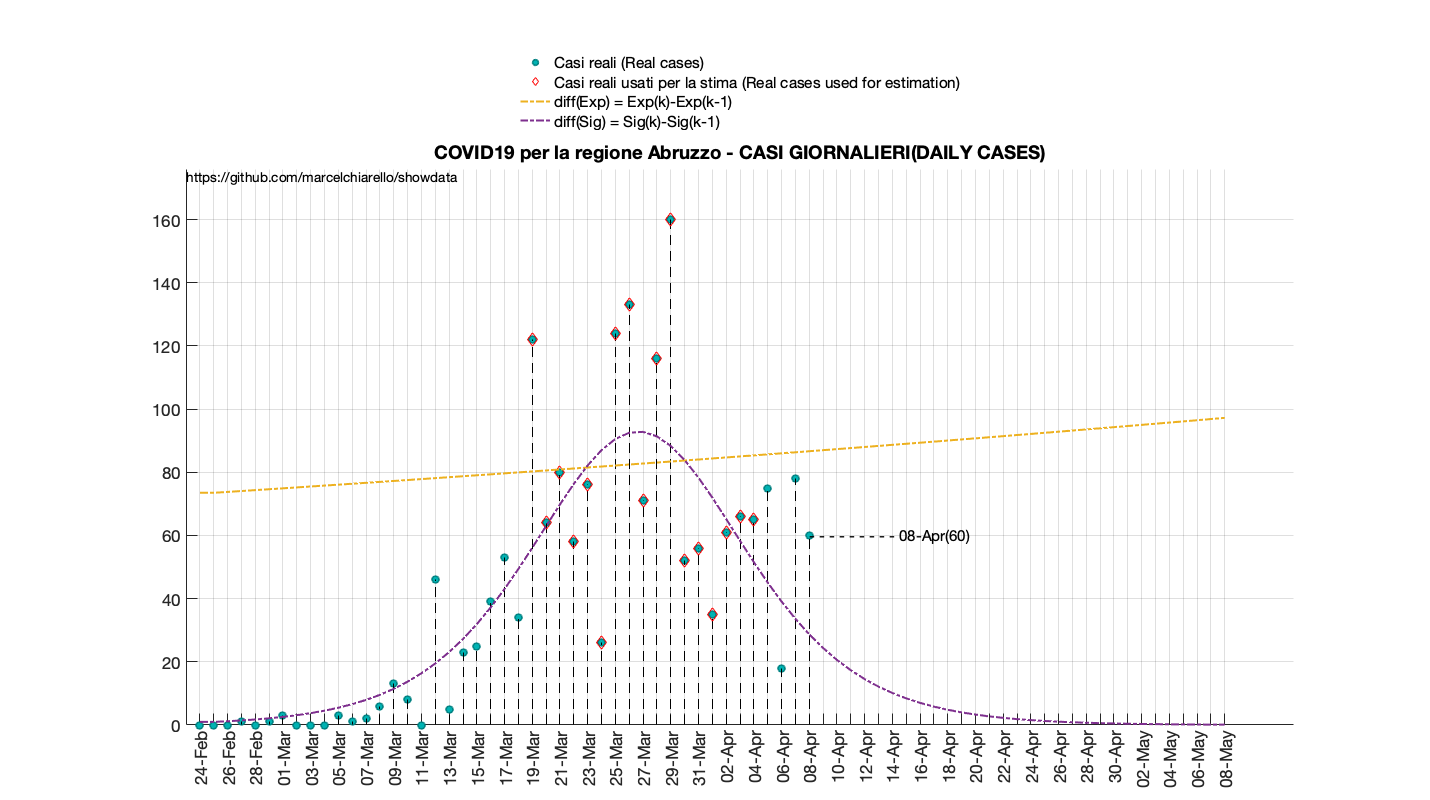 Casi reali (Real cases)
Casi reali usati per la stima (Real cases used for estimation)
diff(Exp) = Exp(k)-Exp(k-1)
diff(Sig) = Sig(k)-Sig(k-1)
COVID19 per la regione Abruzzo - CASI GIORNALIERI(DAILY CASES)
https://github.com/marcelchiarello/showdata
160
140
120
100
80
60
40
20
0
08-Apr(60)
24-Feb
26-Feb
28-Feb
01-Mar
03-Mar
05-Mar
07-Mar
09-Mar
11-Mar
13-Mar
15-Mar
17-Mar
19-Mar
21-Mar
23-Mar
25-Mar
27-Mar
29-Mar
31-Mar
02-Apr
04-Apr
06-Apr
08-Apr
10-Apr
12-Apr
14-Apr
16-Apr
18-Apr
20-Apr
22-Apr
24-Apr
26-Apr
28-Apr
30-Apr
02-May
04-May
06-May
08-May